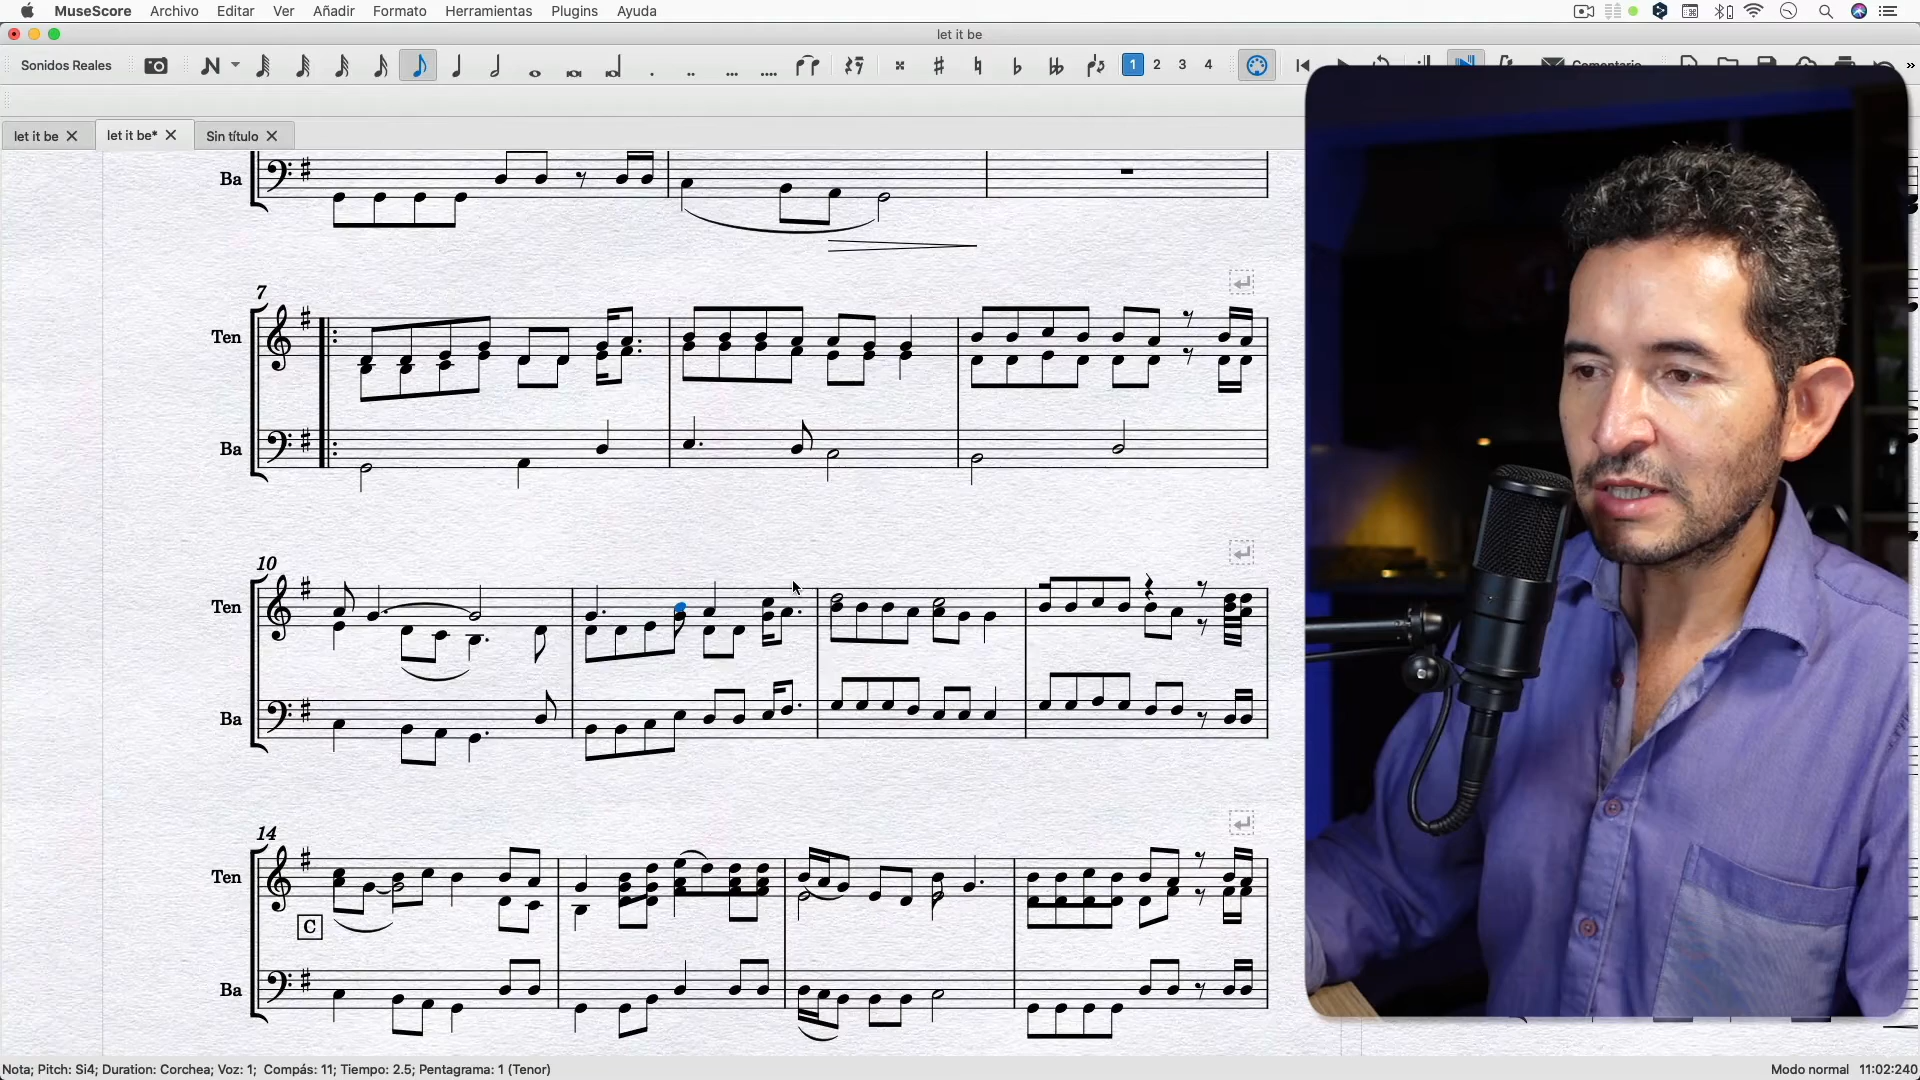 MuseScore Archivo Editar Ver Añadir Formato Herramientas Plugins Ayuda
let it be
Sonidos Reales
1 2 3 4
Comentario
»
let it be
let it be*
Sin título
Ba
7
Ten
Ba
10
Ten
Ba
14
Ten
C
Ba
Nota; Pitch: Si4; Duration: Corchea; Voz: 1; Compás: 11; Tiempo: 2.5; Pentagrama: 1 (Tenor)
Modo normal 11:02:240